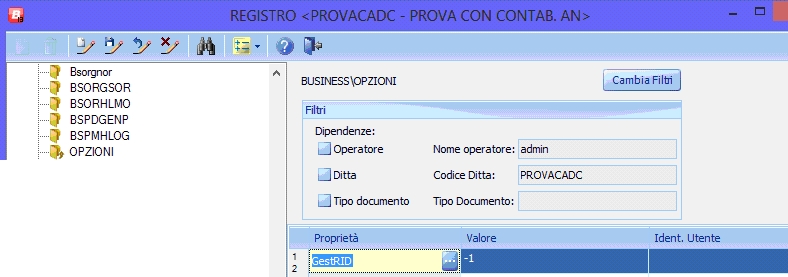 REGISTRO <PROVACADC - PROVA CON CONTAB. AN>
Bsorgnor
BSORGSOR
BSORHLMO
BSPDGENP
BSPMHLOG
OPZIONI
BUSINESS\OPZIONI
Cambia Filtri
Filtri
Dipendenze:
Operatore Nome operatore: admin
Ditta Codice Ditta: PROVACADC
Tipo documento Tipo Documento:
Proprietà Valore Ident. Utente
1 GestRID ... -1
2